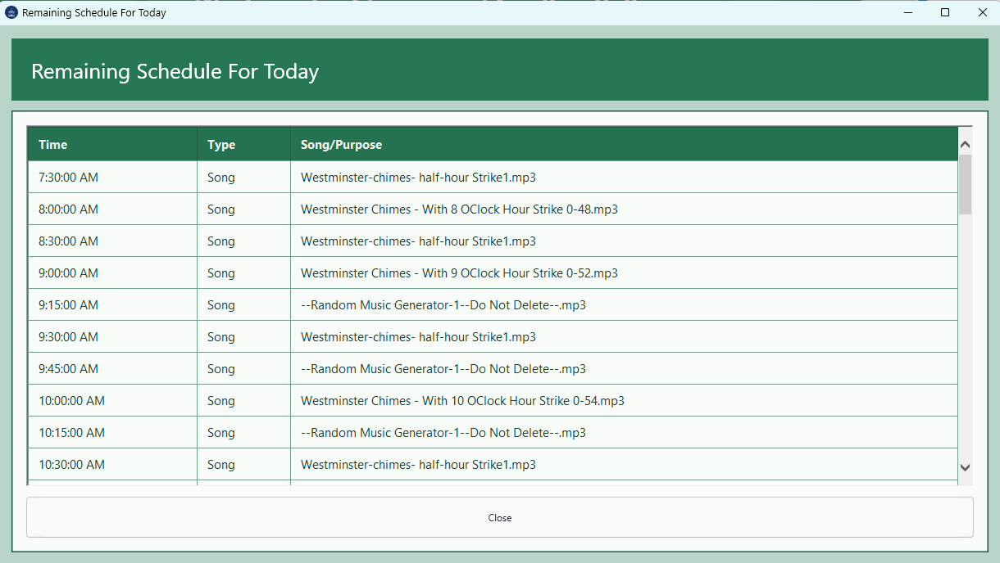 Remaining Schedule For Today
Remaining Schedule For Today
Time Type Song/Purpose
7:30:00 AM Song Westminster-chimes- half-hour Strike1.mp3
8:00:00 AM Song Westminster Chimes - With 8 OClock Hour Strike 0-48.mp3
8:30:00 AM Song Westminster-chimes- half-hour Strike1.mp3
9:00:00 AM Song Westminster Chimes - With 9 OClock Hour Strike 0-52.mp3
9:15:00 AM Song --Random Music Generator-1--Do Not Delete--.mp3
9:30:00 AM Song Westminster-chimes- half-hour Strike1.mp3
9:45:00 AM Song --Random Music Generator-1--Do Not Delete--.mp3
10:00:00 AM Song Westminster Chimes - With 10 OClock Hour Strike 0-54.mp3
10:15:00 AM Song --Random Music Generator-1--Do Not Delete--.mp3
10:30:00 AM Song Westminster-chimes- half-hour Strike1.mp3
Close